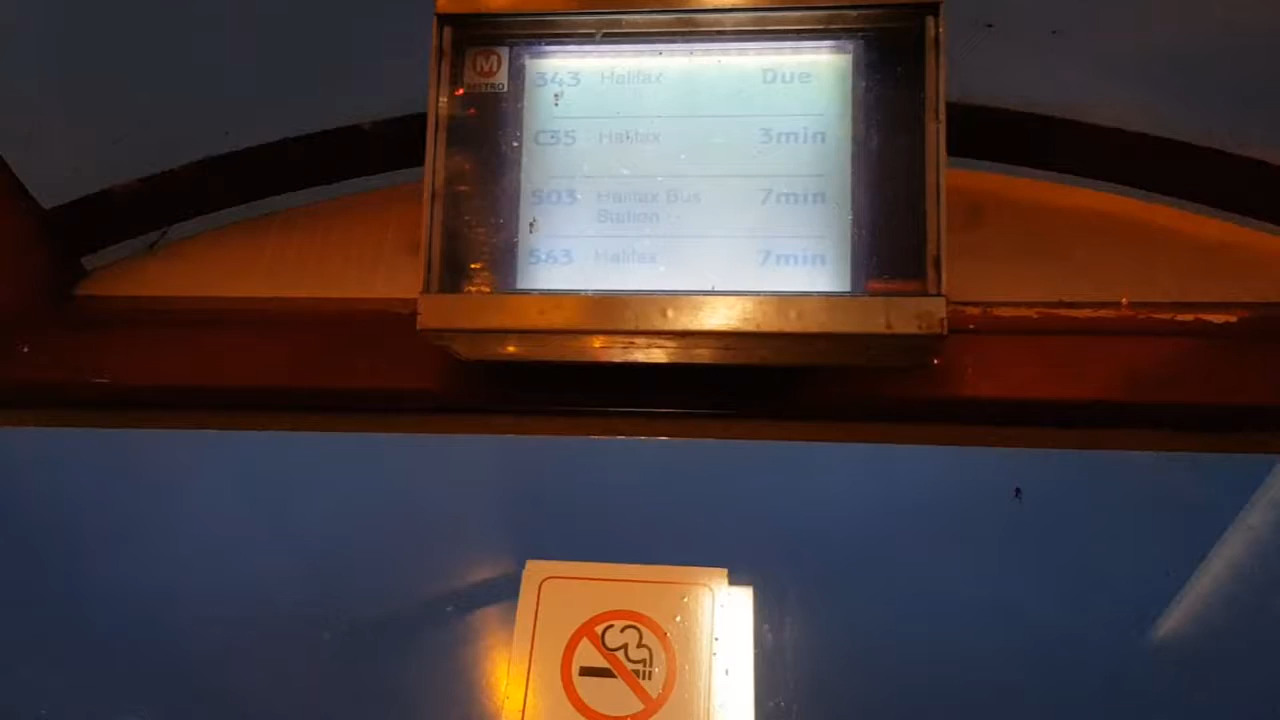 M
METRO
343 Halifax Due
C35 Halifax 3min
503 Halifax Bus 7min
Station
563 Halifax 7min